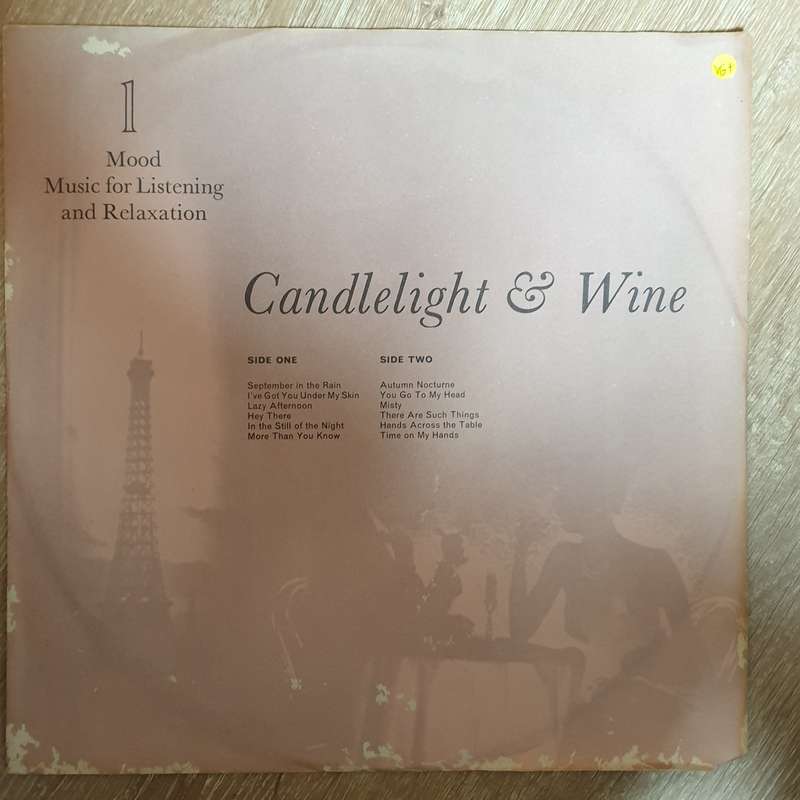 1
Mood
Music for Listening
and Relaxation
VG+
Candlelight & Wine
SIDE ONE
September in the Rain
I've Got You Under My Skin
Lazy Afternoon
Hey There
In the Still of the Night
More Than You Know
SIDE TWO
Autumn Nocturne
You Go To My Head
Misty
There Are Such Things
Hands Across the Table
Time on My Hands